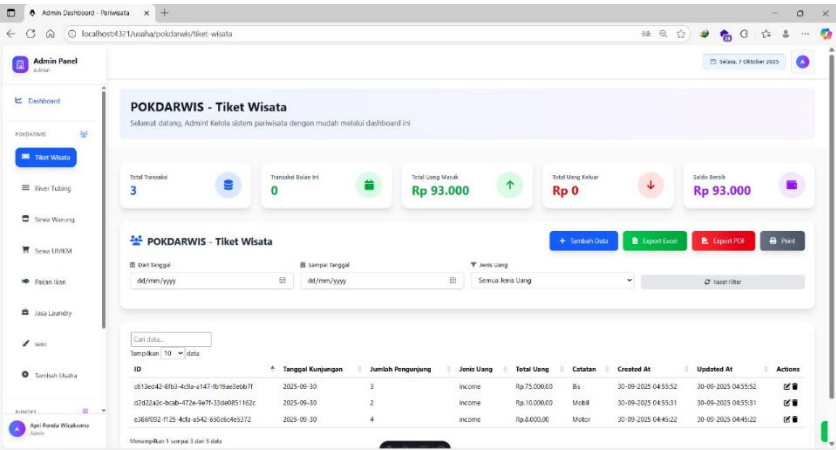 Admin Dashboard - Pariwisata
localhost:4321/usaha/pokdarwis/tiket-wisata
Admin Panel
Admin
Selasa, 7 Oktober 2025
A
Dashboard
POKDARWIS
Tiket Wisata
River Tubing
Sewa Warung
Sewa UMKM
Pakan Ikan
Jasa Laundry
seni
Tambah Usaha
BUMDES
A
Apri Pandu Wicaksono
Admin
POKDARWIS - Tiket Wisata
Selamat datang, Admin! Kelola sistem pariwisata dengan mudah melalui dashboard ini
Total Transaksi
3
Transaksi Bulan Ini
0
Total Uang Masuk
Rp 93.000
Total Uang Keluar
Rp 0
Saldo Bersih
Rp 93.000
POKDARWIS - Tiket Wisata
+ Tambah Data
Export Excel
Export PDF
Print
Dari Tanggal
Sampai Tanggal
Jenis Uang
dd/mm/yyyy
dd/mm/yyyy
Semua Jenis Uang
Reset Filter
Cari data...
Tampilkan 10 data
ID Tanggal Kunjungan Jumlah Pengunjung Jenis Uang Total Uang Catatan Created At Updated At Actions
2025-09-30 3 income Rp.75.000,00 Bis 30-09-2025 04:55:52 30-09-2025 04:55:52
2025-09-30 2 income Rp.10.000,00 Mobil 30-09-2025 04:55:31 30-09-2025 04:55:31
2025-09-30 4 income Rp.8.000,00 Motor 30-09-2025 04:45:22 30-09-2025 04:45:22
Menampilkan 1 sampai 3 dari 3 data